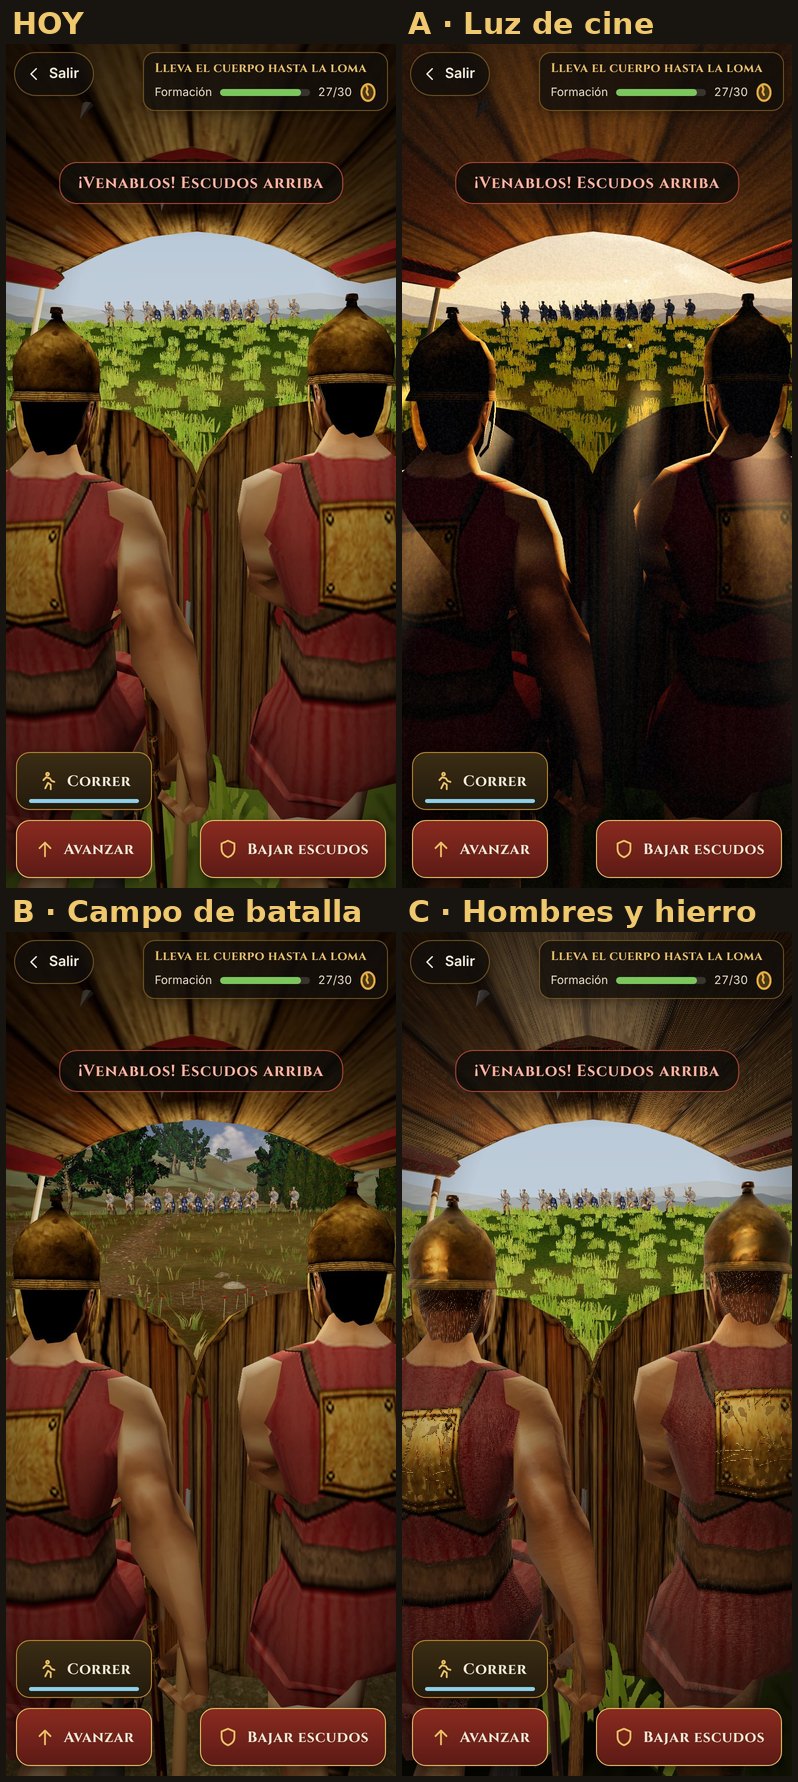 HOY
Salir
LLEVA EL CUERPO HASTA LA LOMA
Formación 27/30
¡VENABLOS! ESCUDOS ARRIBA
CORRER
AVANZAR
BAJAR ESCUDOS
A · Luz de cine
Salir
LLEVA EL CUERPO HASTA LA LOMA
Formación 27/30
¡VENABLOS! ESCUDOS ARRIBA
CORRER
AVANZAR
BAJAR ESCUDOS
B · Campo de batalla
Salir
LLEVA EL CUERPO HASTA LA LOMA
Formación 27/30
¡VENABLOS! ESCUDOS ARRIBA
CORRER
AVANZAR
BAJAR ESCUDOS
C · Hombres y hierro
Salir
LLEVA EL CUERPO HASTA LA LOMA
Formación 27/30
¡VENABLOS! ESCUDOS ARRIBA
CORRER
AVANZAR
BAJAR ESCUDOS